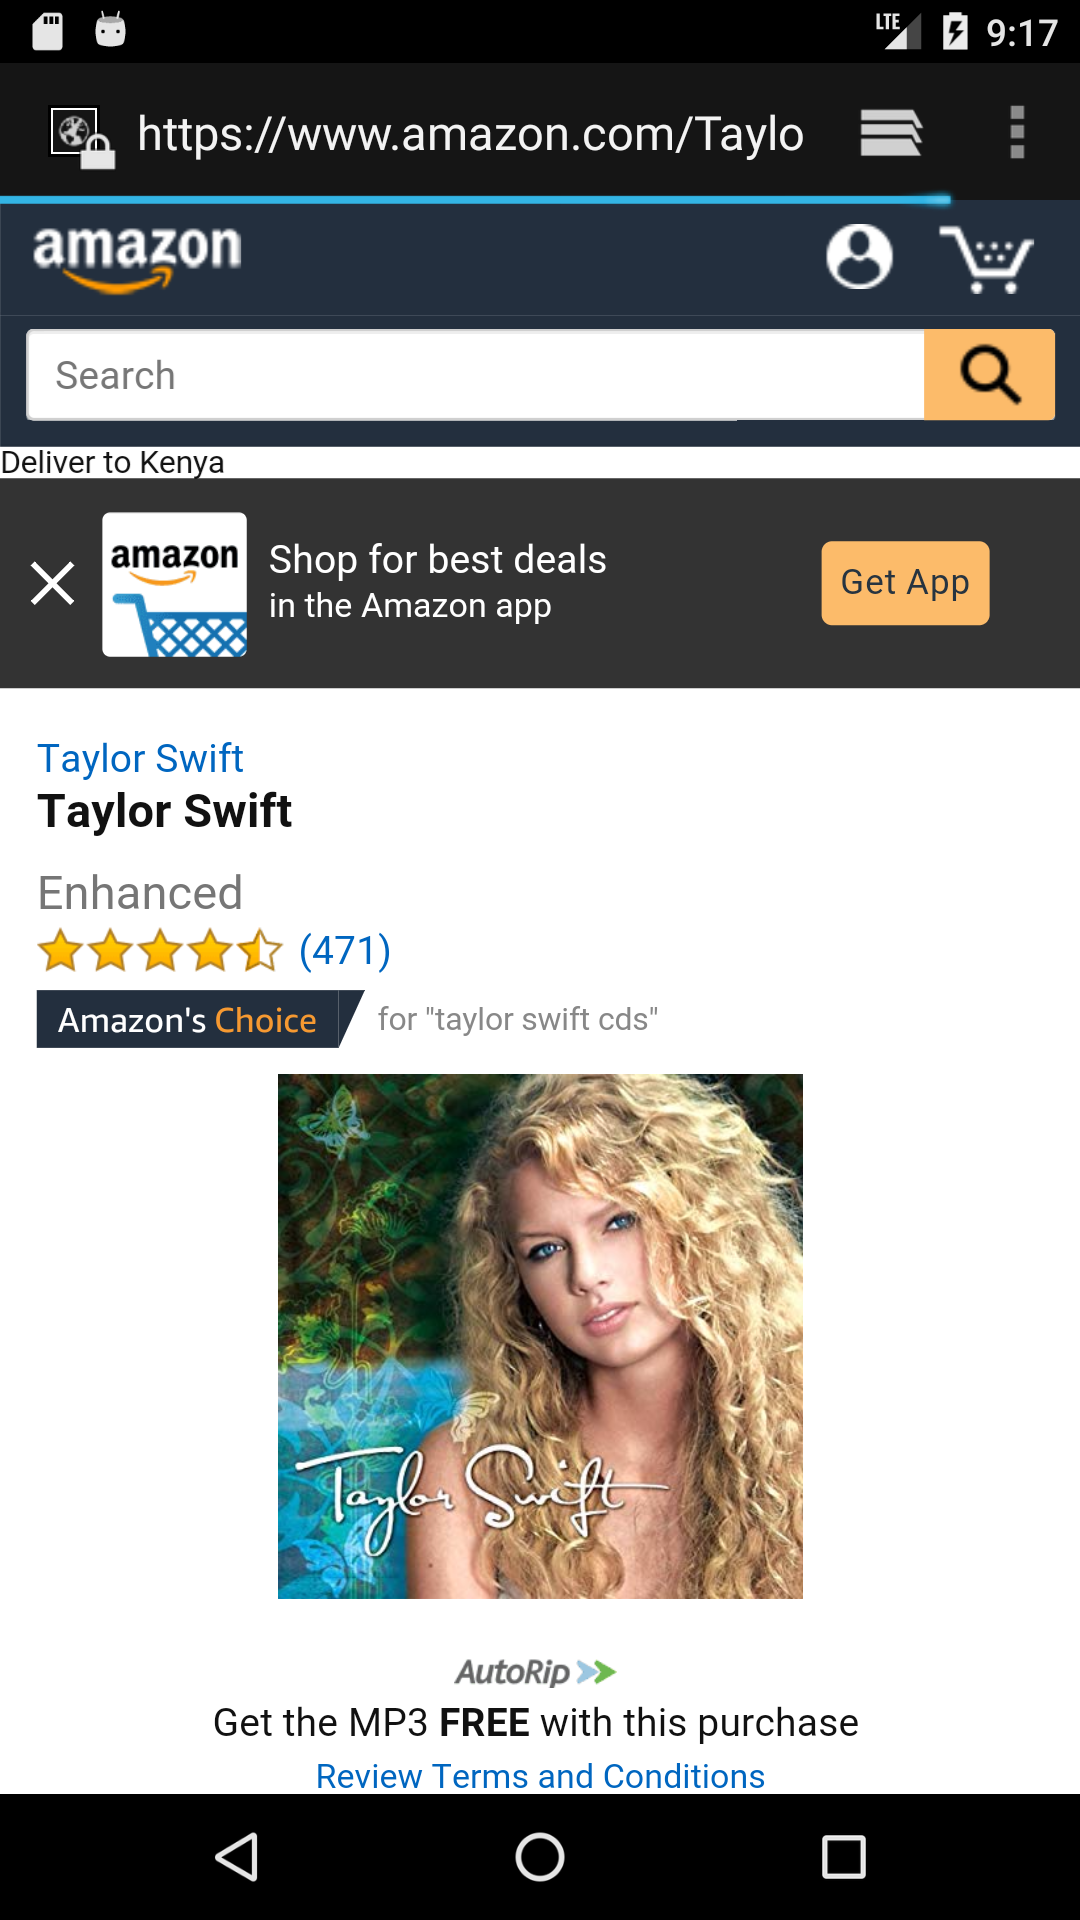 LTE 9:17
https://www.amazon.com/Taylo
amazon
Search
Deliver to Kenya
amazon
Shop for best deals
in the Amazon app
Get App
Taylor Swift
Taylor Swift
Enhanced
(471)
Amazon's Choice for "taylor swift cds"
Taylor Swift
AutoRip
Get the MP3 FREE with this purchase
Review Terms and Conditions